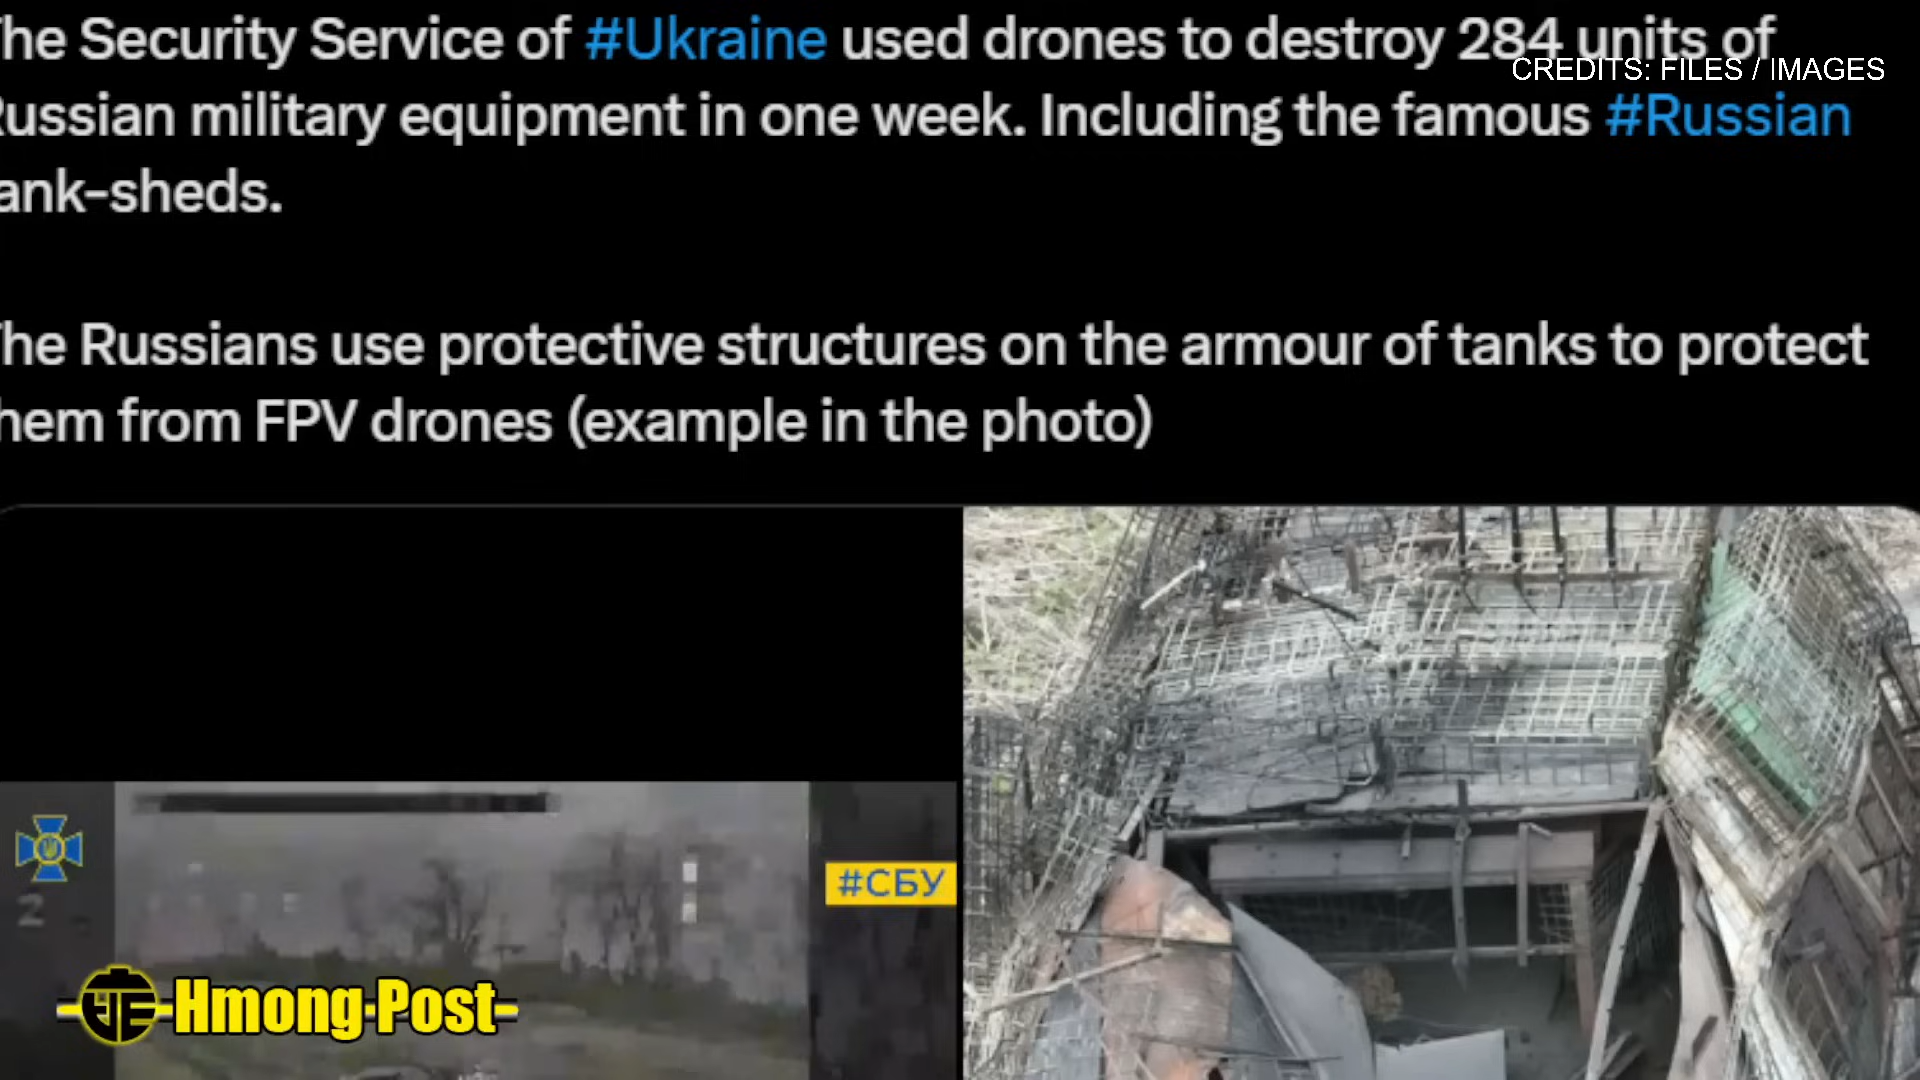 he Security Service of #Ukraine used drones to destroy 284 units of
CREDITS: FILES / IMAGES
ussian military equipment in one week. Including the famous #Russian
ank-sheds.
he Russians use protective structures on the armour of tanks to protect
hem from FPV drones (example in the photo)
#СБУ
2
Hmong Post